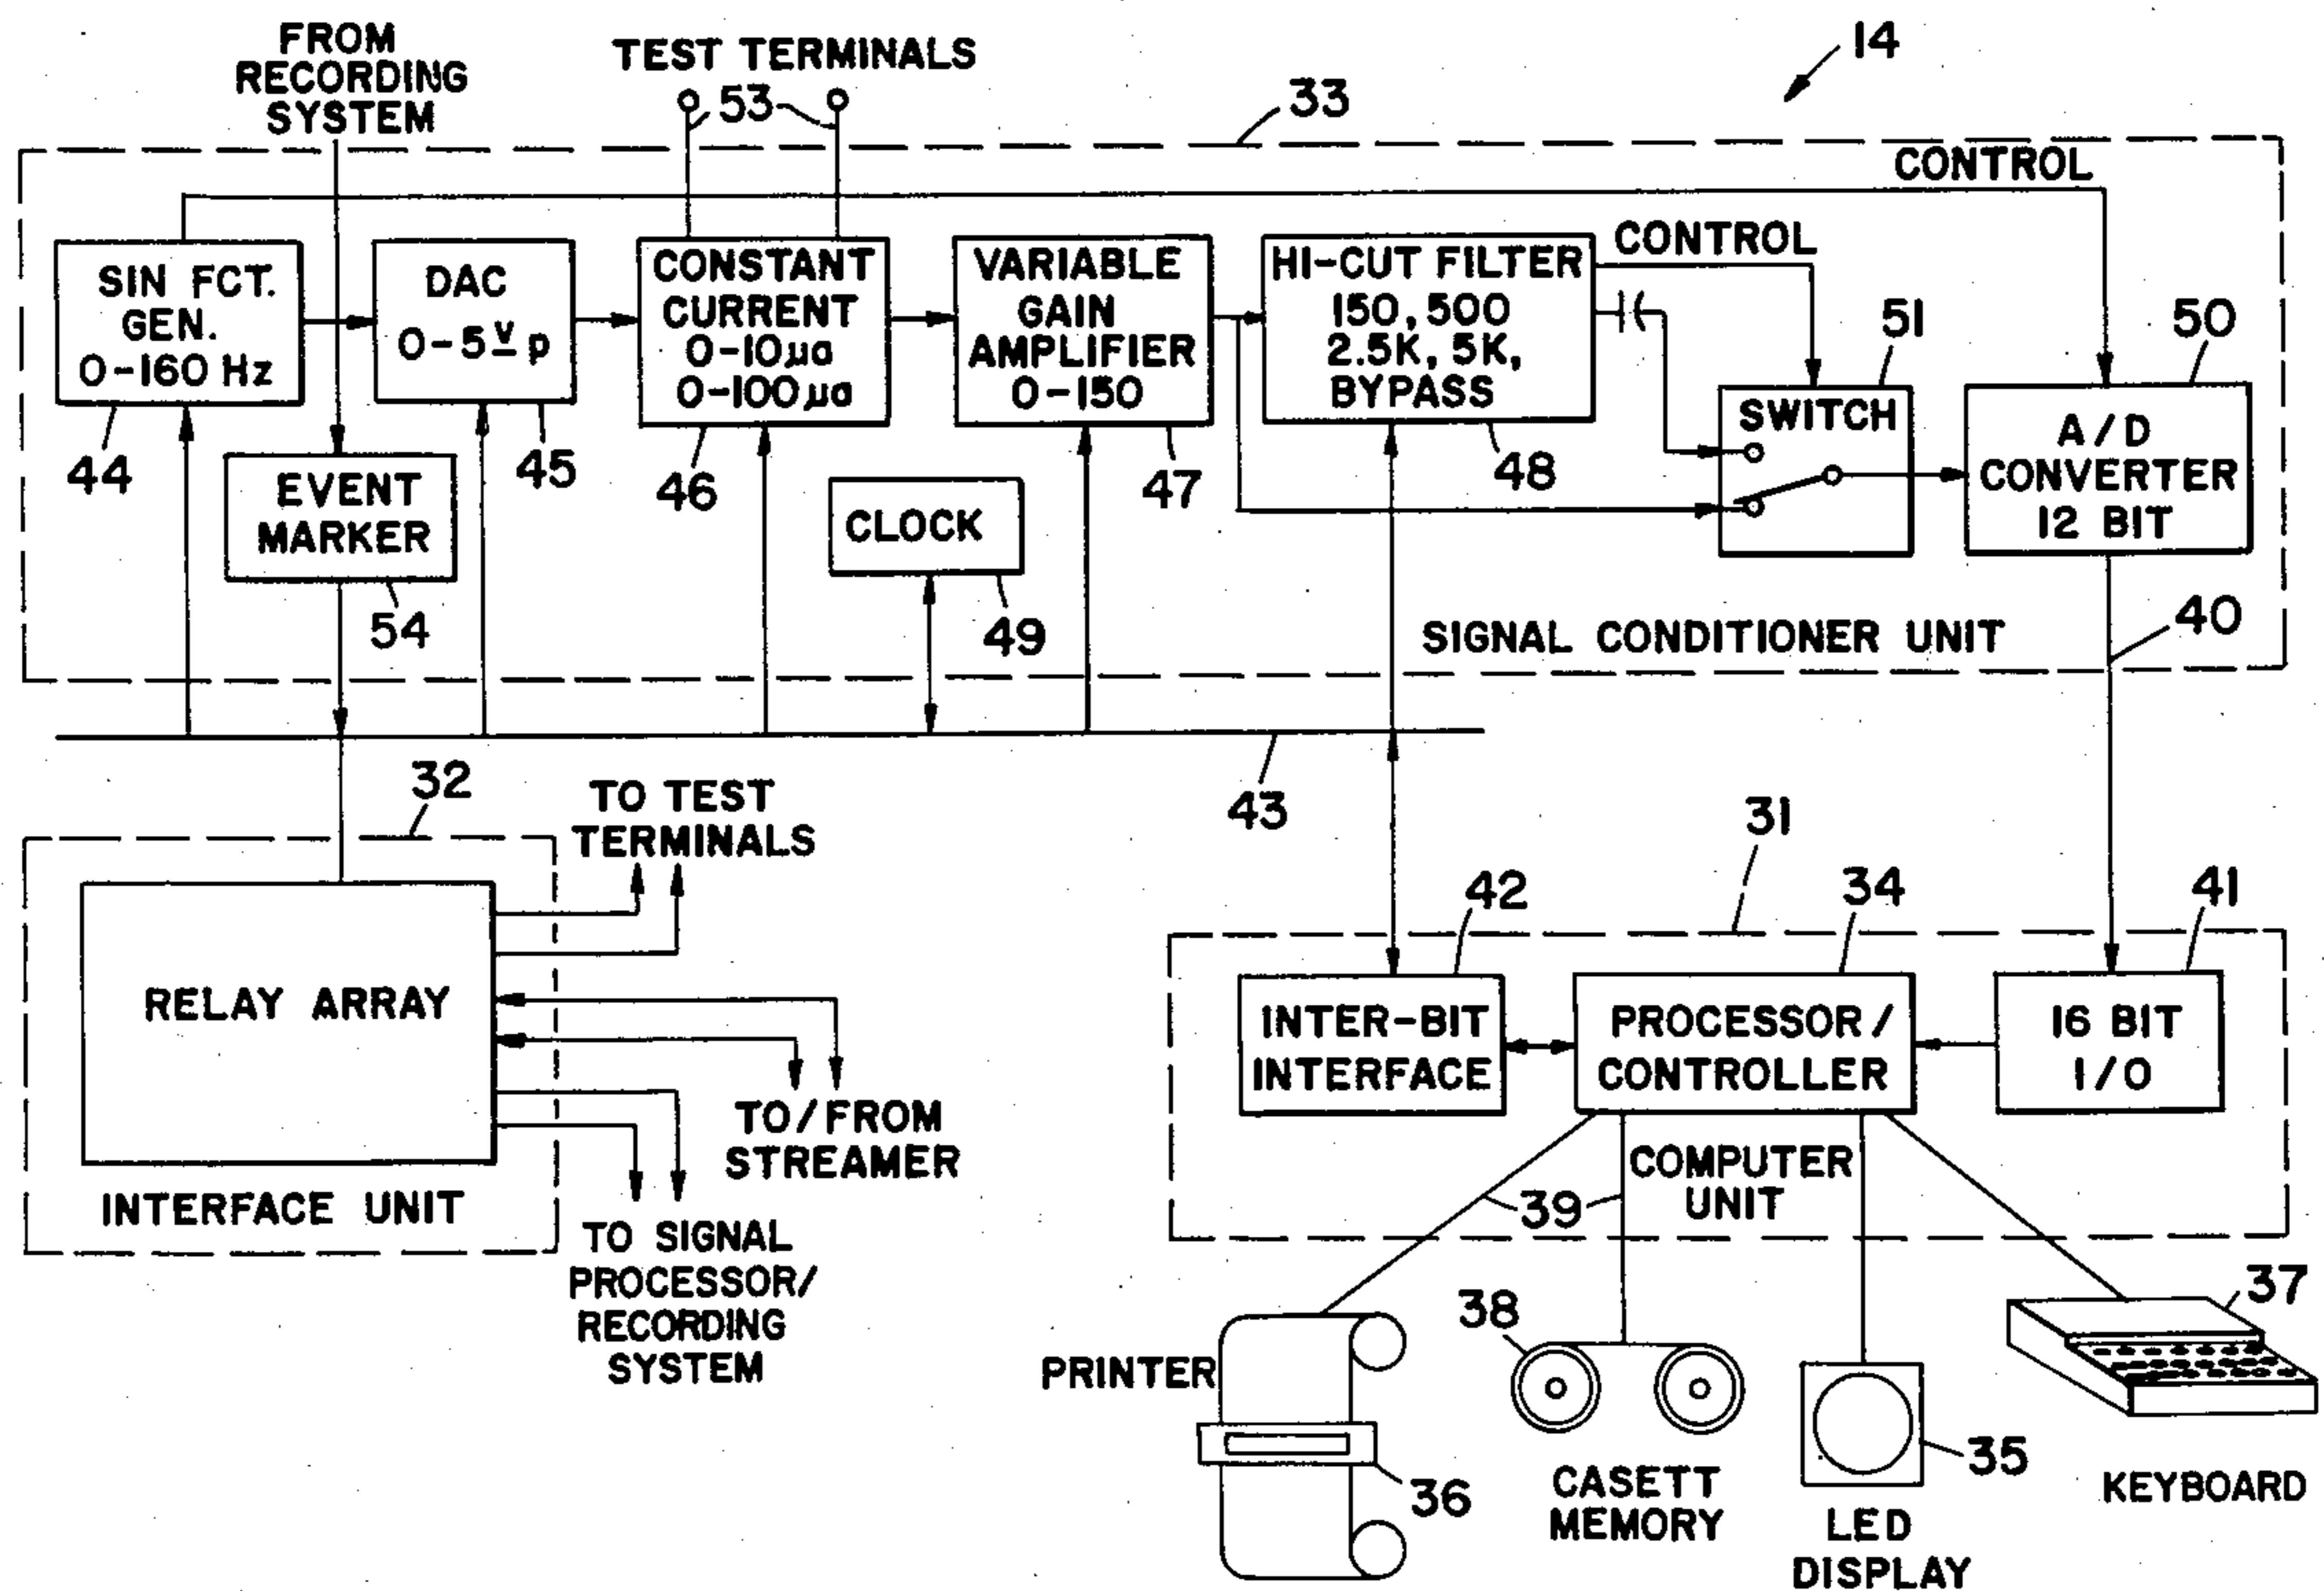 FROM
RECORDING
SYSTEM
TEST TERMINALS
53
33
14
CONTROL
SIN FCT.
GEN.
0-160 Hz
44
DAC
0-5 v p
45
CONSTANT
CURRENT
0-10μa
0-100μa
46
VARIABLE
GAIN
AMPLIFIER
0-150
47
HI-CUT FILTER
150, 500
2.5K, 5K,
BYPASS
48
CONTROL
51
SWITCH
50
A/D
CONVERTER
12 BIT
EVENT
MARKER
54
CLOCK
49
SIGNAL CONDITIONER UNIT
40
43
32
TO TEST
TERMINALS
RELAY ARRAY
TO/FROM
STREAMER
INTERFACE UNIT
TO SIGNAL
PROCESSOR/
RECORDING
SYSTEM
31
42
34
41
INTER-BIT
INTERFACE
PROCESSOR/
CONTROLLER
16 BIT
I/O
COMPUTER
UNIT
39
PRINTER
36
38
CASETT
MEMORY
35
LED
DISPLAY
37
KEYBOARD